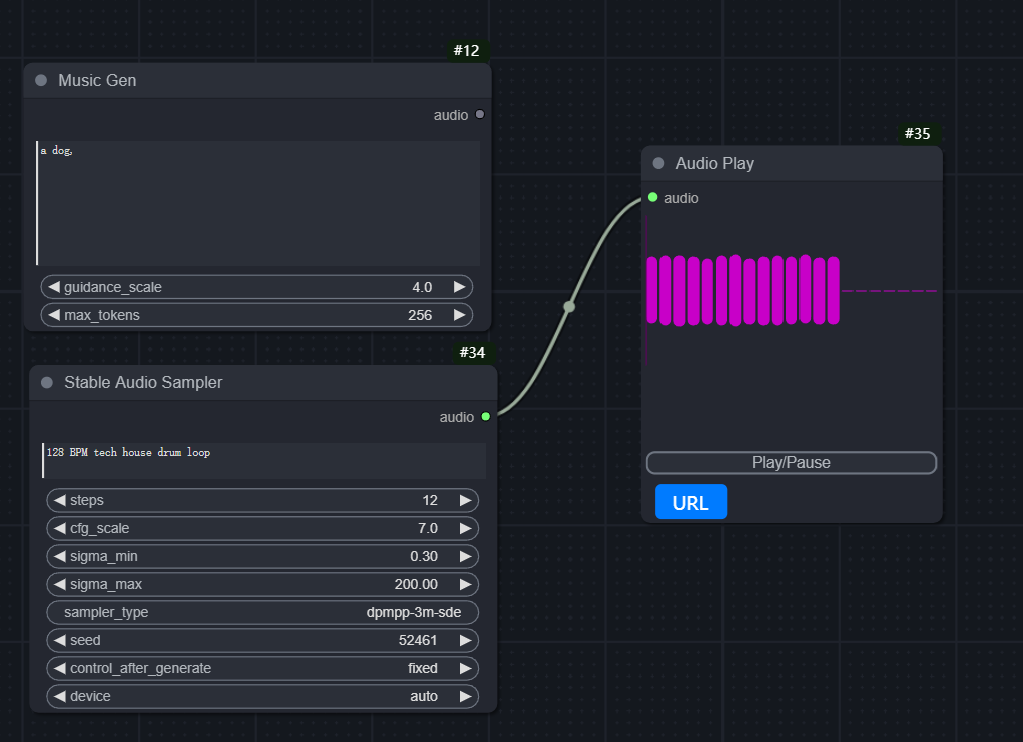 #12
Music Gen
audio
a dog,
guidance_scale 4.0
max_tokens 256
#34
Stable Audio Sampler
audio
128 BPM tech house drum loop
steps 12
cfg_scale 7.0
sigma_min 0.30
sigma_max 200.00
sampler_type dpmpp-3m-sde
seed 52461
control_after_generate fixed
device auto
#35
Audio Play
audio
Play/Pause
URL